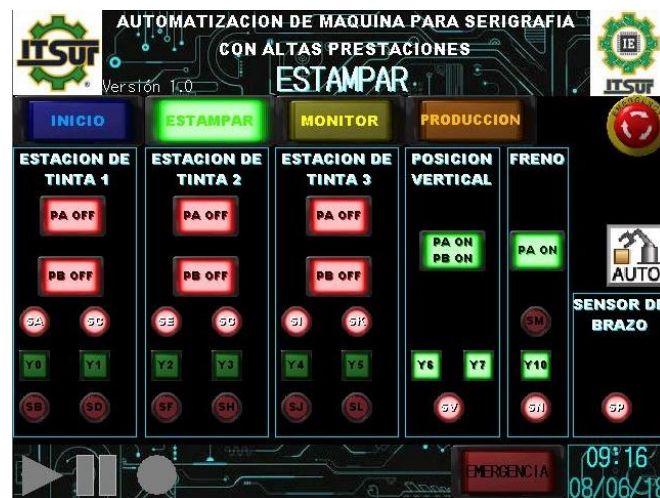 AUTOMATIZACION DE MAQUINA PARA SERIGRAFIA
CON ALTAS PRESTACIONES
ESTAMPAR
ITSUR
Versión 1.0
IE
ITSUR
INICIO
ESTAMPAR
MONITOR
PRODUCCION
ESTACION DE
TINTA 1
PA OFF
PB OFF
SA SC
Y0 Y1
SB SD
ESTACION DE
TINTA 2
PA OFF
PB OFF
SE SG
Y2 Y3
SF SH
ESTACION DE
TINTA 3
PA OFF
PB OFF
SI SK
Y4 Y5
SJ SL
POSICION
VERTICAL
PA ON
PB ON
Y6 Y7
SV
FRENO
PA ON
SM
Y10
SN
AUTO
SENSOR DE
BRAZO
SP
EMERGENCIA
09:16